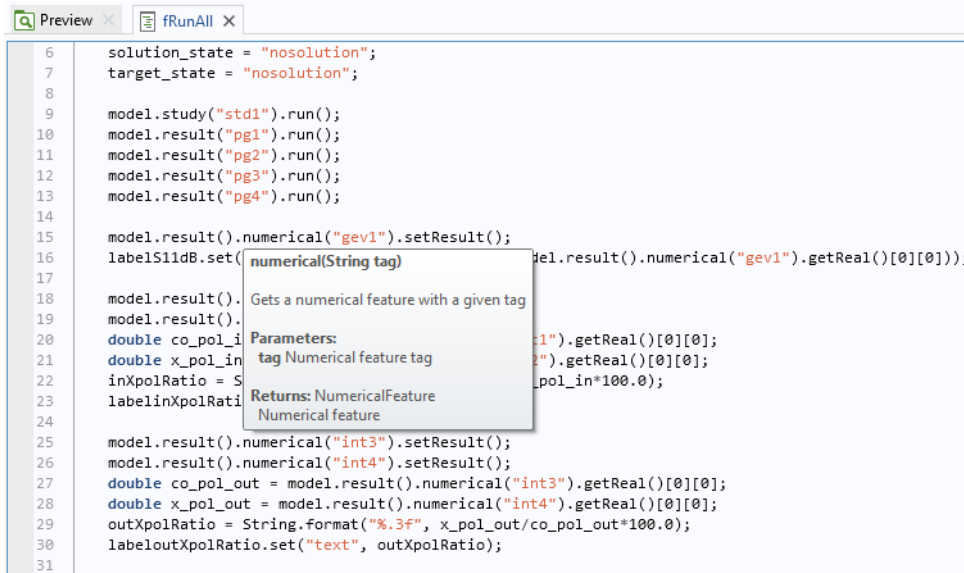 Preview
fRunAll
6 solution_state = "nosolution";
7 target_state = "nosolution";
8
9 model.study("std1").run();
10 model.result("pg1").run();
11 model.result("pg2").run();
12 model.result("pg3").run();
13 model.result("pg4").run();
14
15 model.result().numerical("gev1").setResult();
16 labelS11dB.set( del.result().numerical("gev1").getReal()[0][0]));
17
18 model.result().
19 model.result().
20 double co_pol_i t1").getReal()[0][0];
21 double x_pol_in 2").getReal()[0][0];
22 inXpolRatio = S _pol_in*100.0);
23 labelinXpolRati
24
25 model.result().numerical("int3").setResult();
26 model.result().numerical("int4").setResult();
27 double co_pol_out = model.result().numerical("int3").getReal()[0][0];
28 double x_pol_out = model.result().numerical("int4").getReal()[0][0];
29 outXpolRatio = String.format("%.3f", x_pol_out/co_pol_out*100.0);
30 labeloutXpolRatio.set("text", outXpolRatio);
31
numerical(String tag)
Gets a numerical feature with a given tag
Parameters:
tag Numerical feature tag
Returns: NumericalFeature
Numerical feature